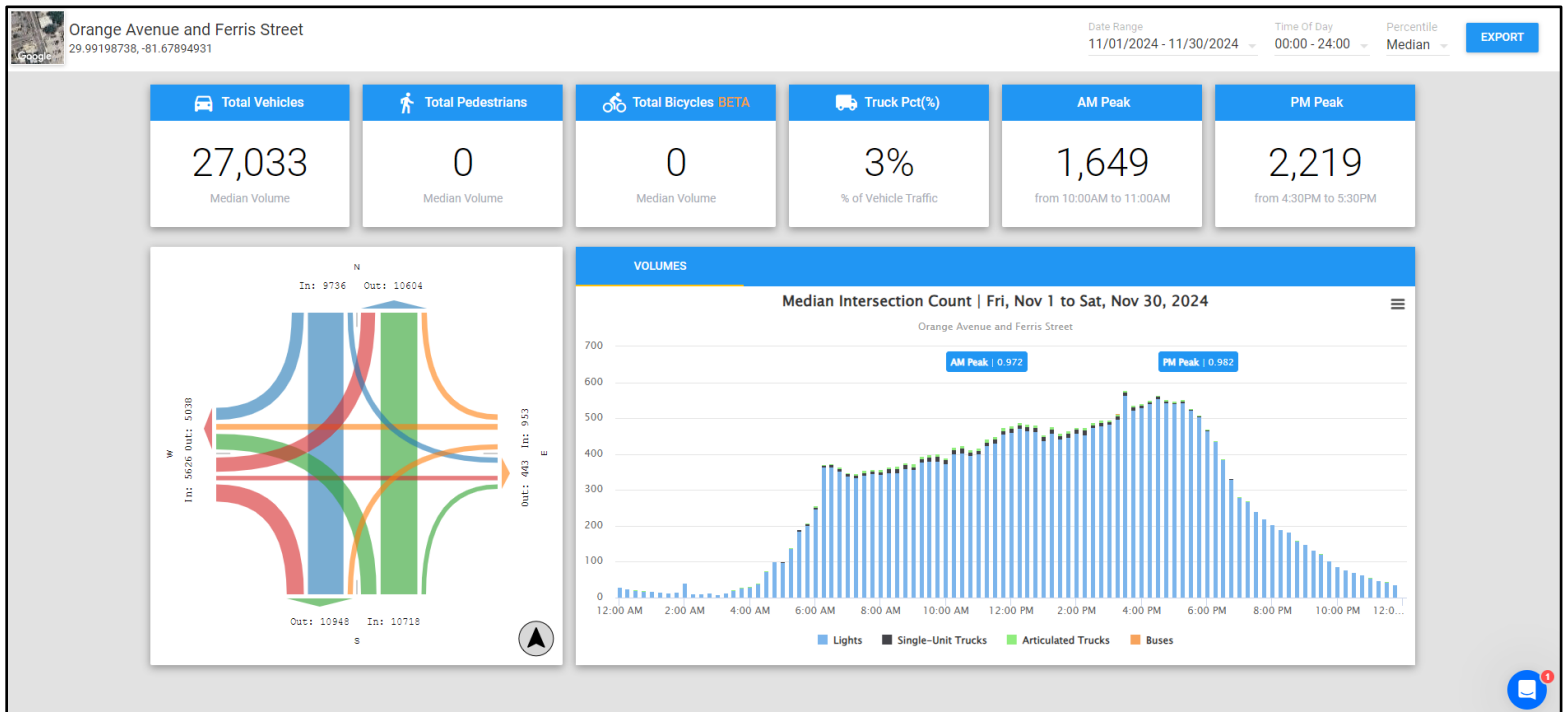 Google
Orange Avenue and Ferris Street
29.99198738, -81.67894931
Date Range
11/01/2024 - 11/30/2024
Time Of Day
00:00 - 24:00
Percentile
Median
EXPORT
Total Vehicles
27,033
Median Volume
Total Pedestrians
0
Median Volume
Total Bicycles BETA
0
Median Volume
Truck Pct(%)
3%
% of Vehicle Traffic
AM Peak
1,649
from 10:00AM to 11:00AM
PM Peak
2,219
from 4:30PM to 5:30PM
N
In: 9736 Out: 10604
W
In: 5626 Out: 5038
Out: 443 In: 953
E
Out: 10948 In: 10718
S
VOLUMES
Median Intersection Count | Fri, Nov 1 to Sat, Nov 30, 2024
Orange Avenue and Ferris Street
AM Peak | 0.972
PM Peak | 0.982
700
600
500
400
300
200
100
0
12:00 AM 2:00 AM 4:00 AM 6:00 AM 8:00 AM 10:00 AM 12:00 PM 2:00 PM 4:00 PM 6:00 PM 8:00 PM 10:00 PM 12:0...
Lights Single-Unit Trucks Articulated Trucks Buses
1